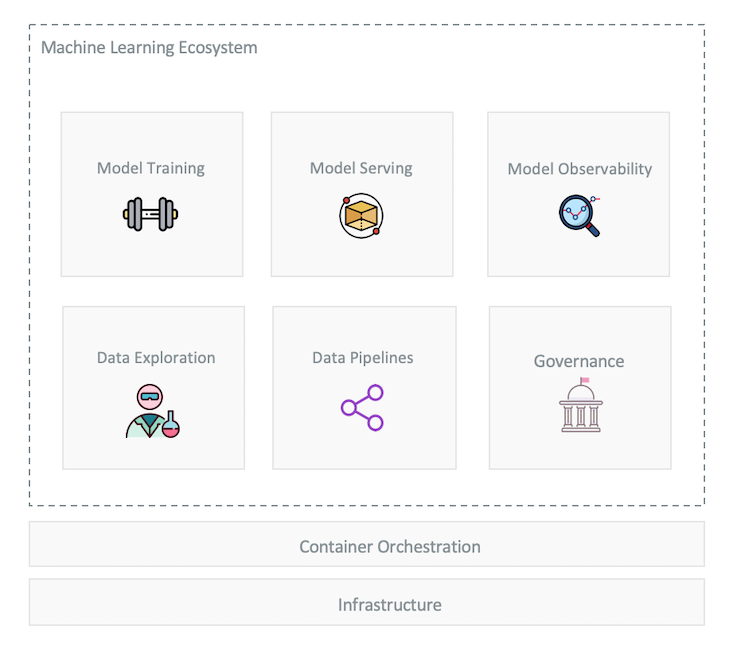 Machine Learning Ecosystem
Model Training
Model Serving
Model Observability
Data Exploration
Data Pipelines
Governance
Container Orchestration
Infrastructure